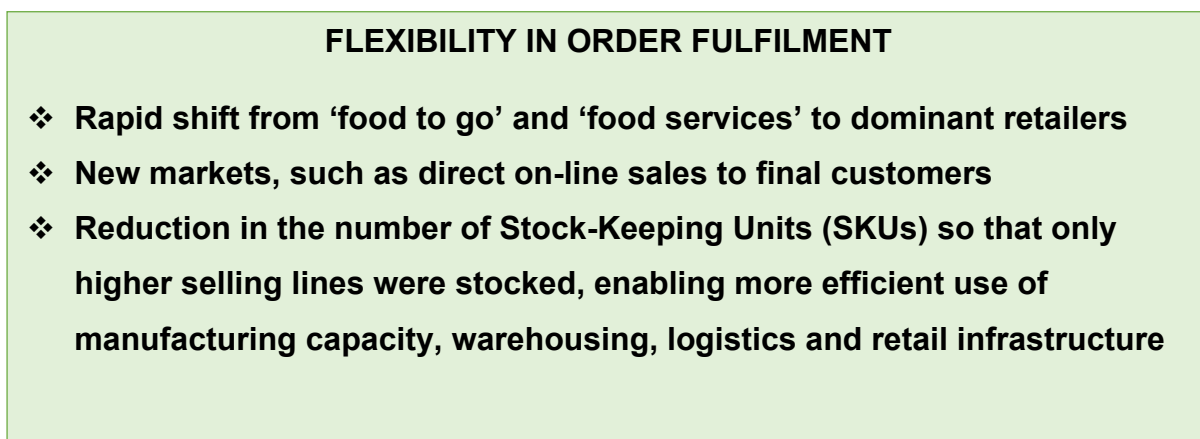 FLEXIBILITY IN ORDER FULFILMENT
❖ Rapid shift from ‘food to go’ and ‘food services’ to dominant retailers
❖ New markets, such as direct on-line sales to final customers
❖ Reduction in the number of Stock-Keeping Units (SKUs) so that only
higher selling lines were stocked, enabling more efficient use of
manufacturing capacity, warehousing, logistics and retail infrastructure